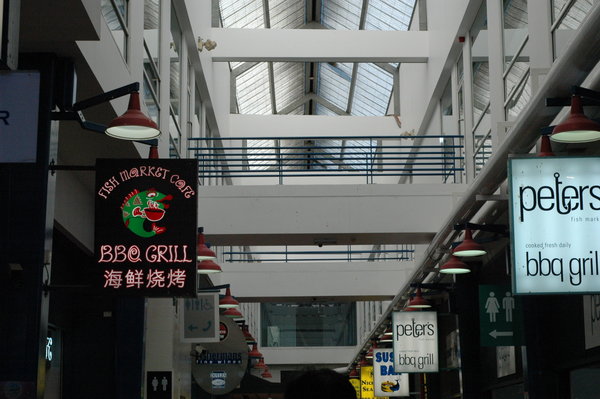 FISH MARKET CAFE
BBQ GRILL
海鲜烧烤
peters
fish mark
cooked fresh daily
bbq gril
peters
bbq grill
SUS
BA